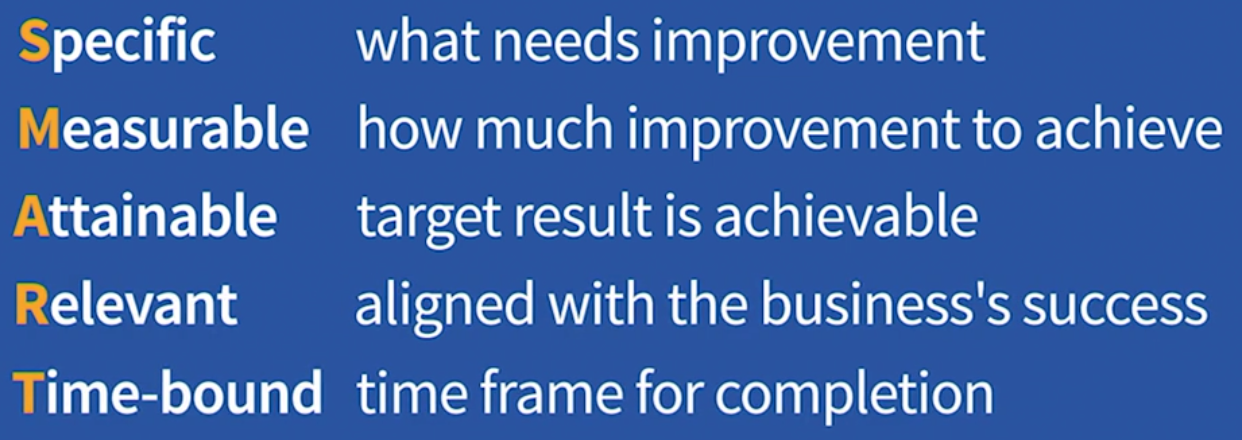 Specific what needs improvement
Measurable how much improvement to achieve
Attainable target result is achievable
Relevant aligned with the business's success
Time-bound time frame for completion